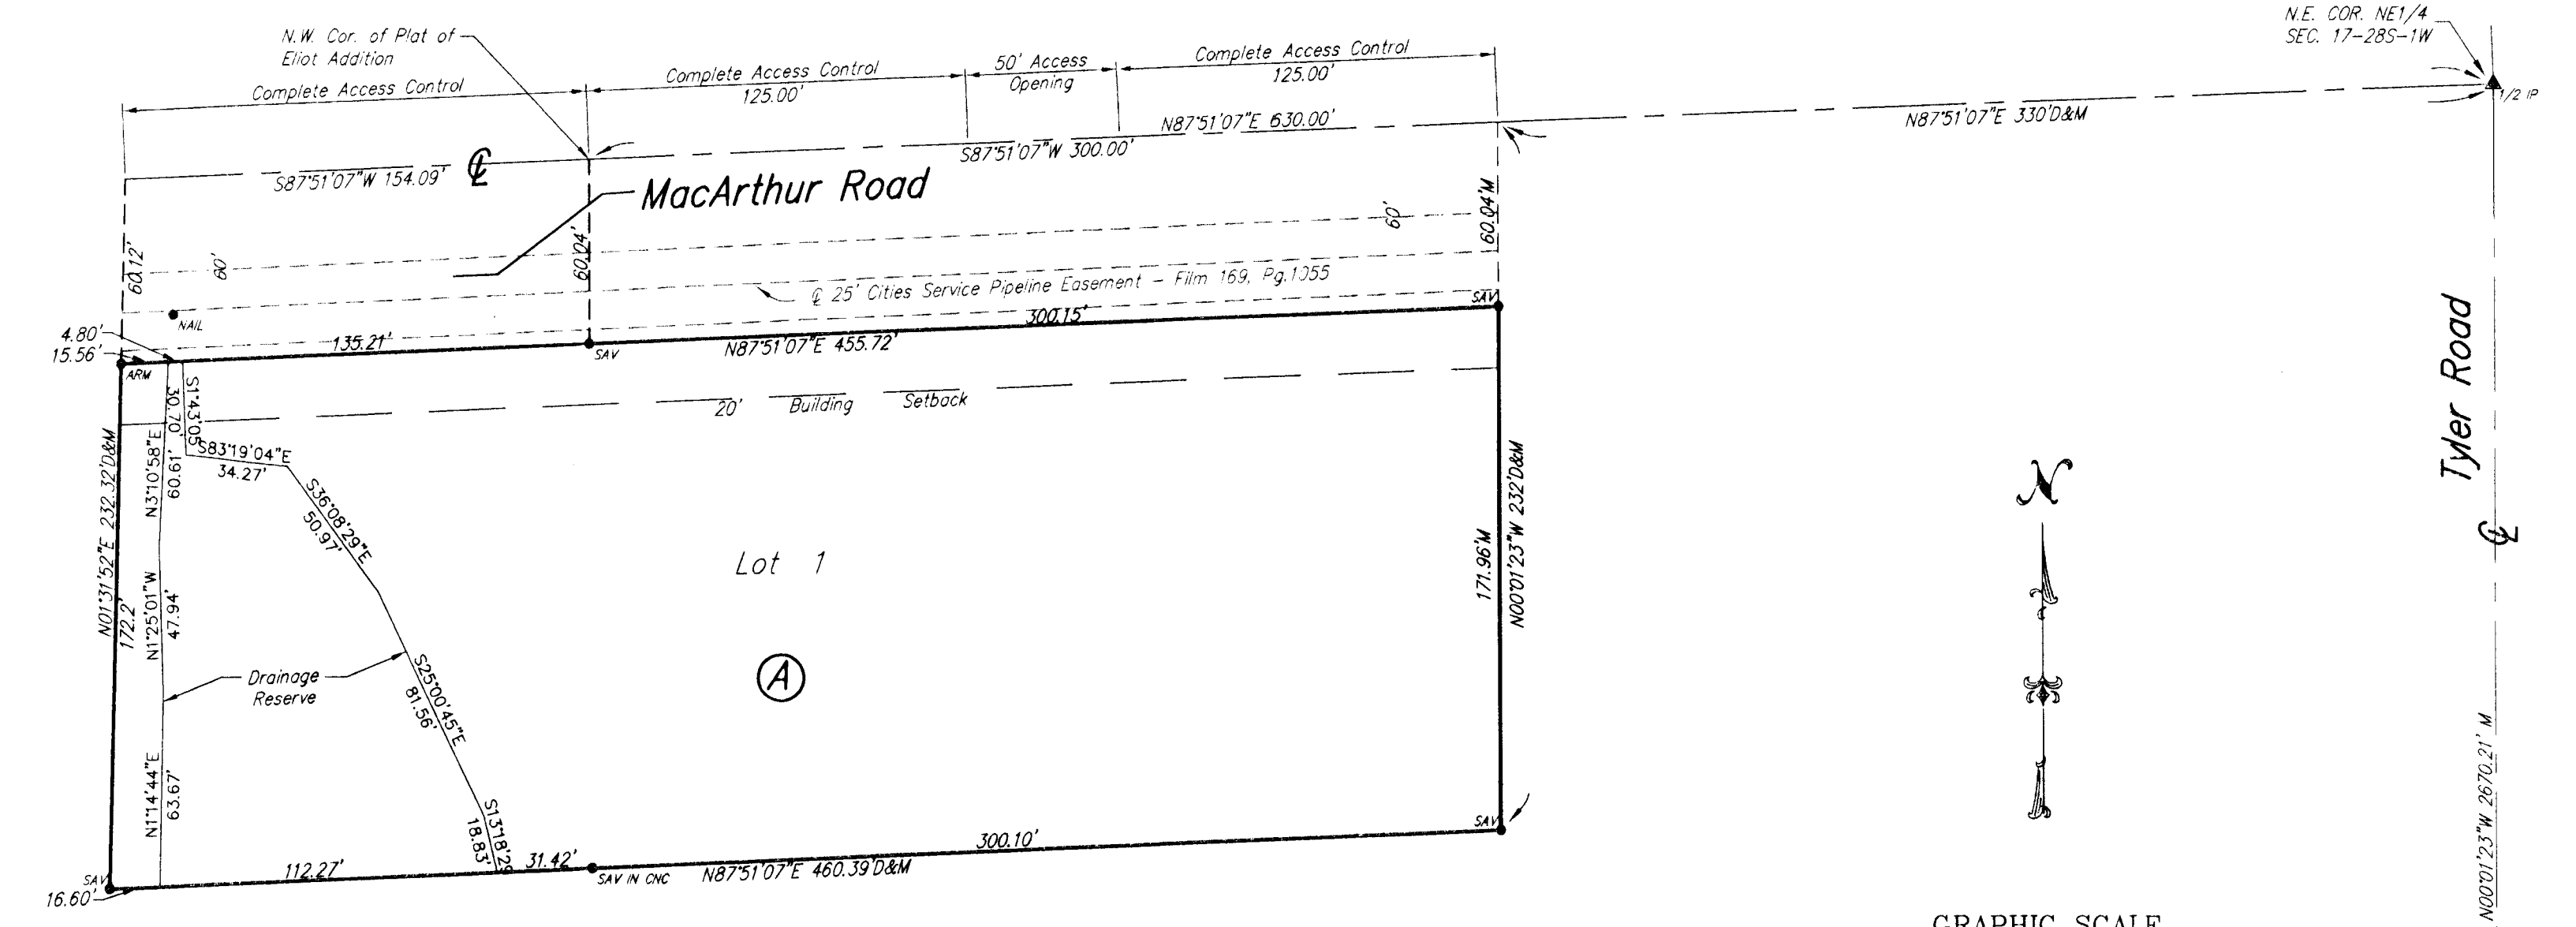 N.E. COR. NE1/4
SEC. 17-28S-1W
1/2 IP
N.W. Cor. of Plat of
Eliot Addition
Complete Access Control
Complete Access Control
125.00'
50' Access
Opening
Complete Access Control
125.00'
N87°51'07"E 630.00'
N87°51'07"E 330'D&M
S87°51'07"W 154.09'
℄
S87°51'07"W 300.00'
MacArthur Road
60.12'
60'
60.04'
60'
60.04'M
℄ 25' Cities Service Pipeline Easement - Film 169, Pg.1055
NAIL
4.80'
15.56'
ARM
135.21'
SAV
300.15'
SAV
N87°51'07"E 455.72'
20' Building Setback
N01°31'52"E 232.32'D&M
172.2'
30.70'
S1°43'05
N3°10'58"E
60.61'
S83°19'04"E
34.27'
S36°08'29"E
50.97'
N1°25'01"W
47.94'
Drainage
Reserve
S25°00'45"E
81.56'
N1°14'44"E
63.67'
S13°18'29
18.83'
Lot 1
A
171.96'M
N00°01'23"W 232'D&M
N
Tyler Road
℄
N00°01'23"W 2670.21' M
SAV
16.60'
112.27'
31.42'
SAV IN CNC
300.10'
SAV
N87°51'07"E 460.39'D&M
GRAPHIC SCALE